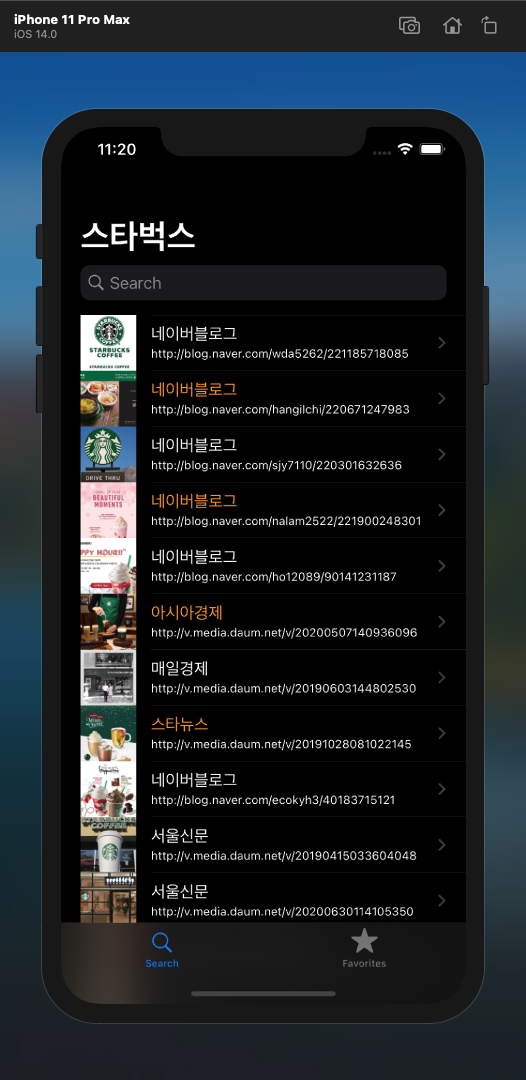 iPhone 11 Pro Max
iOS 14.0
11:20
스타벅스
Search
STARBUCKS
COFFEE
네이버블로그
http://blog.naver.com/wda5262/221185718085
네이버블로그
http://blog.naver.com/hangilchi/220671247983
DRIVE THRU
네이버블로그
http://blog.naver.com/sjy7110/220301632636
BEAUTIFUL
MOMENTS
네이버블로그
http://blog.naver.com/nalam2522/221900248301
네이버블로그
http://blog.naver.com/ho12089/90141231187
아시아경제
http://v.media.daum.net/v/20200507140936096
매일경제
http://v.media.daum.net/v/20190603144802530
스타뉴스
http://v.media.daum.net/v/20191028081022145
네이버블로그
http://blog.naver.com/ecokyh3/40183715121
서울신문
http://v.media.daum.net/v/20190415033604048
서울신문
http://v.media.daum.net/v/20200630114105350
Search
Favorites